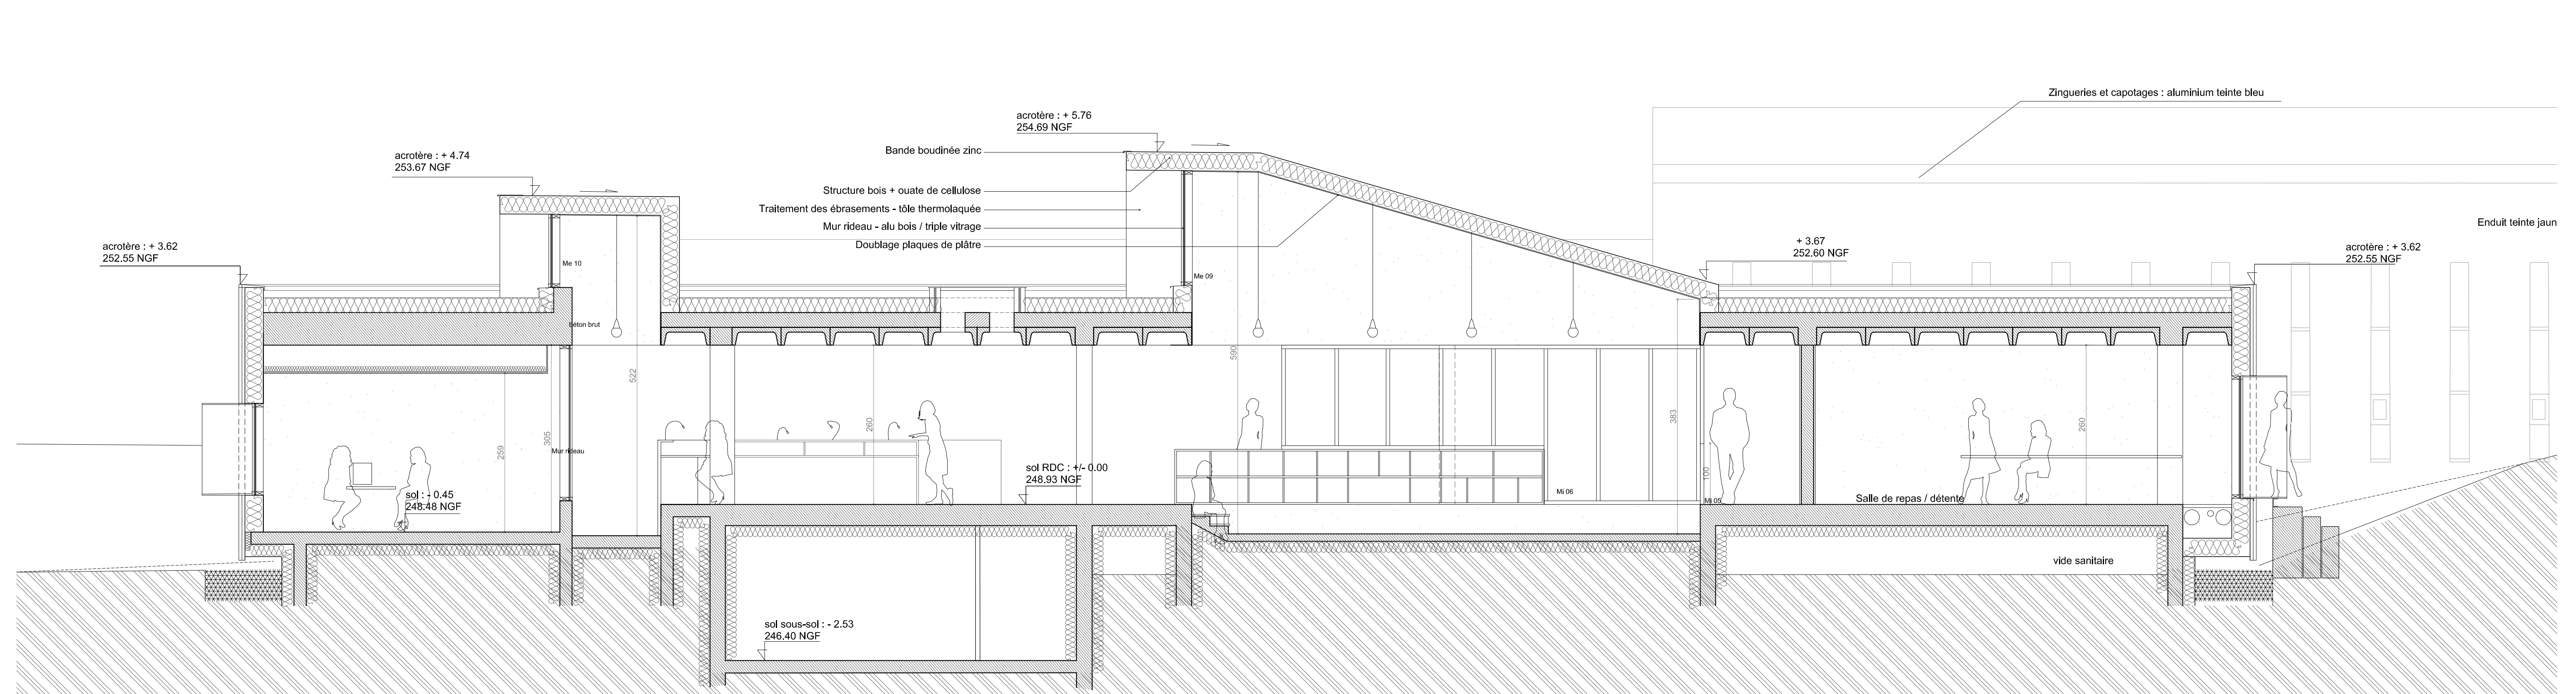 Zingueries et capotages : aluminium teinte bleu
acrotère : + 5.76
254.69 NGF
Bande boudinée zinc
acrotère : + 4.74
253.67 NGF
Structure bois + ouate de cellulose
Traitement des ébrasements - tôle thermolaquée
Mur rideau - alu bois / triple vitrage
Doublage plaques de plâtre
Enduit teinte jaun
acrotère : + 3.62
252.55 NGF
+ 3.67
252.60 NGF
acrotère : + 3.62
252.55 NGF
Me 10
Me 09
béton brut
522
590
259
305
260
383
260
100
Mur rideau
sol RDC : +/- 0.00
248.93 NGF
sol : - 0.45
248.48 NGF
Mi 06
Mi 05
Salle de repas / détente
vide sanitaire
sol sous-sol : - 2.53
246.40 NGF